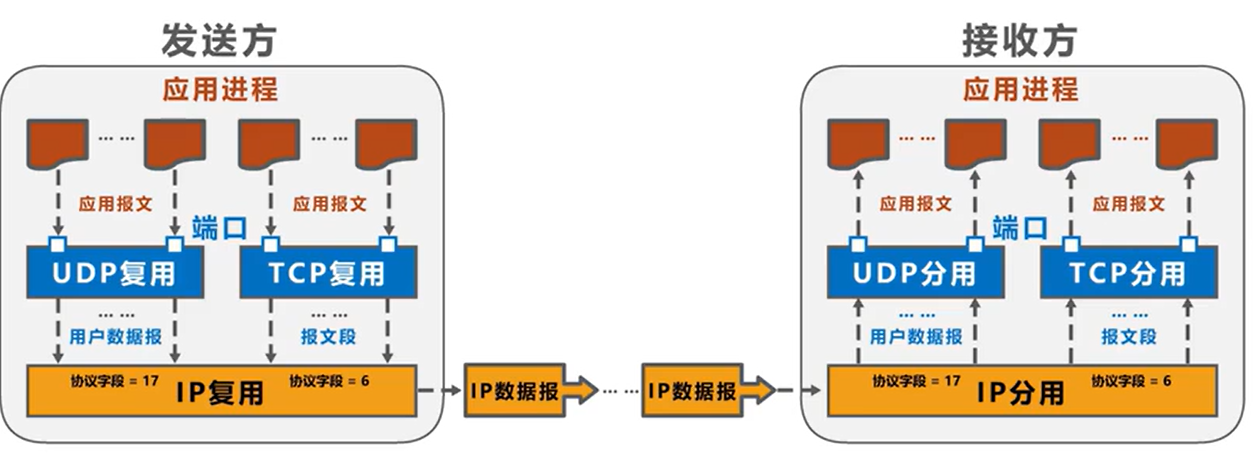 发送方
应用进程
… …
… …
应用报文
应用报文
端口
UDP复用
TCP复用
… …
… …
用户数据报
报文段
协议字段 = 17
协议字段 = 6
IP复用
IP数据报
… …
IP数据报
接收方
应用进程
… …
… …
应用报文
应用报文
端口
UDP分用
TCP分用
… …
… …
用户数据报
报文段
协议字段 = 17
协议字段 = 6
IP分用